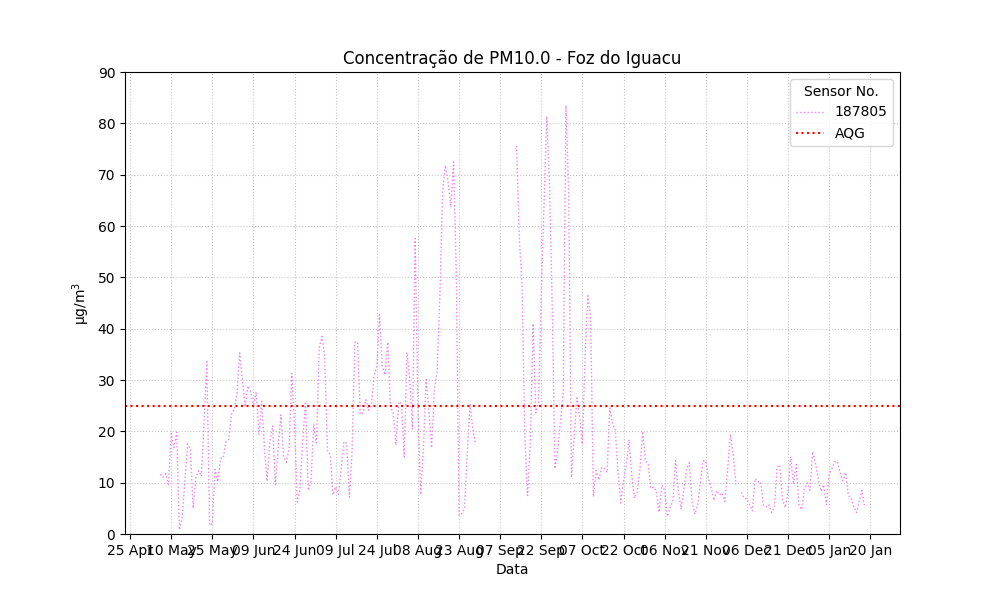 Concentração de PM10.0 - Foz do Iguacu
Sensor No.
187805
AQG
90
80
70
60
50
40
30
20
10
0
µg/m³
25 Apr 10 May 25 May 09 Jun 24 Jun 09 Jul 24 Jul 08 Aug 23 Aug 07 Sep 22 Sep 07 Oct 22 Oct 06 Nov 21 Nov 06 Dec 21 Dec 05 Jan 20 Jan
Data